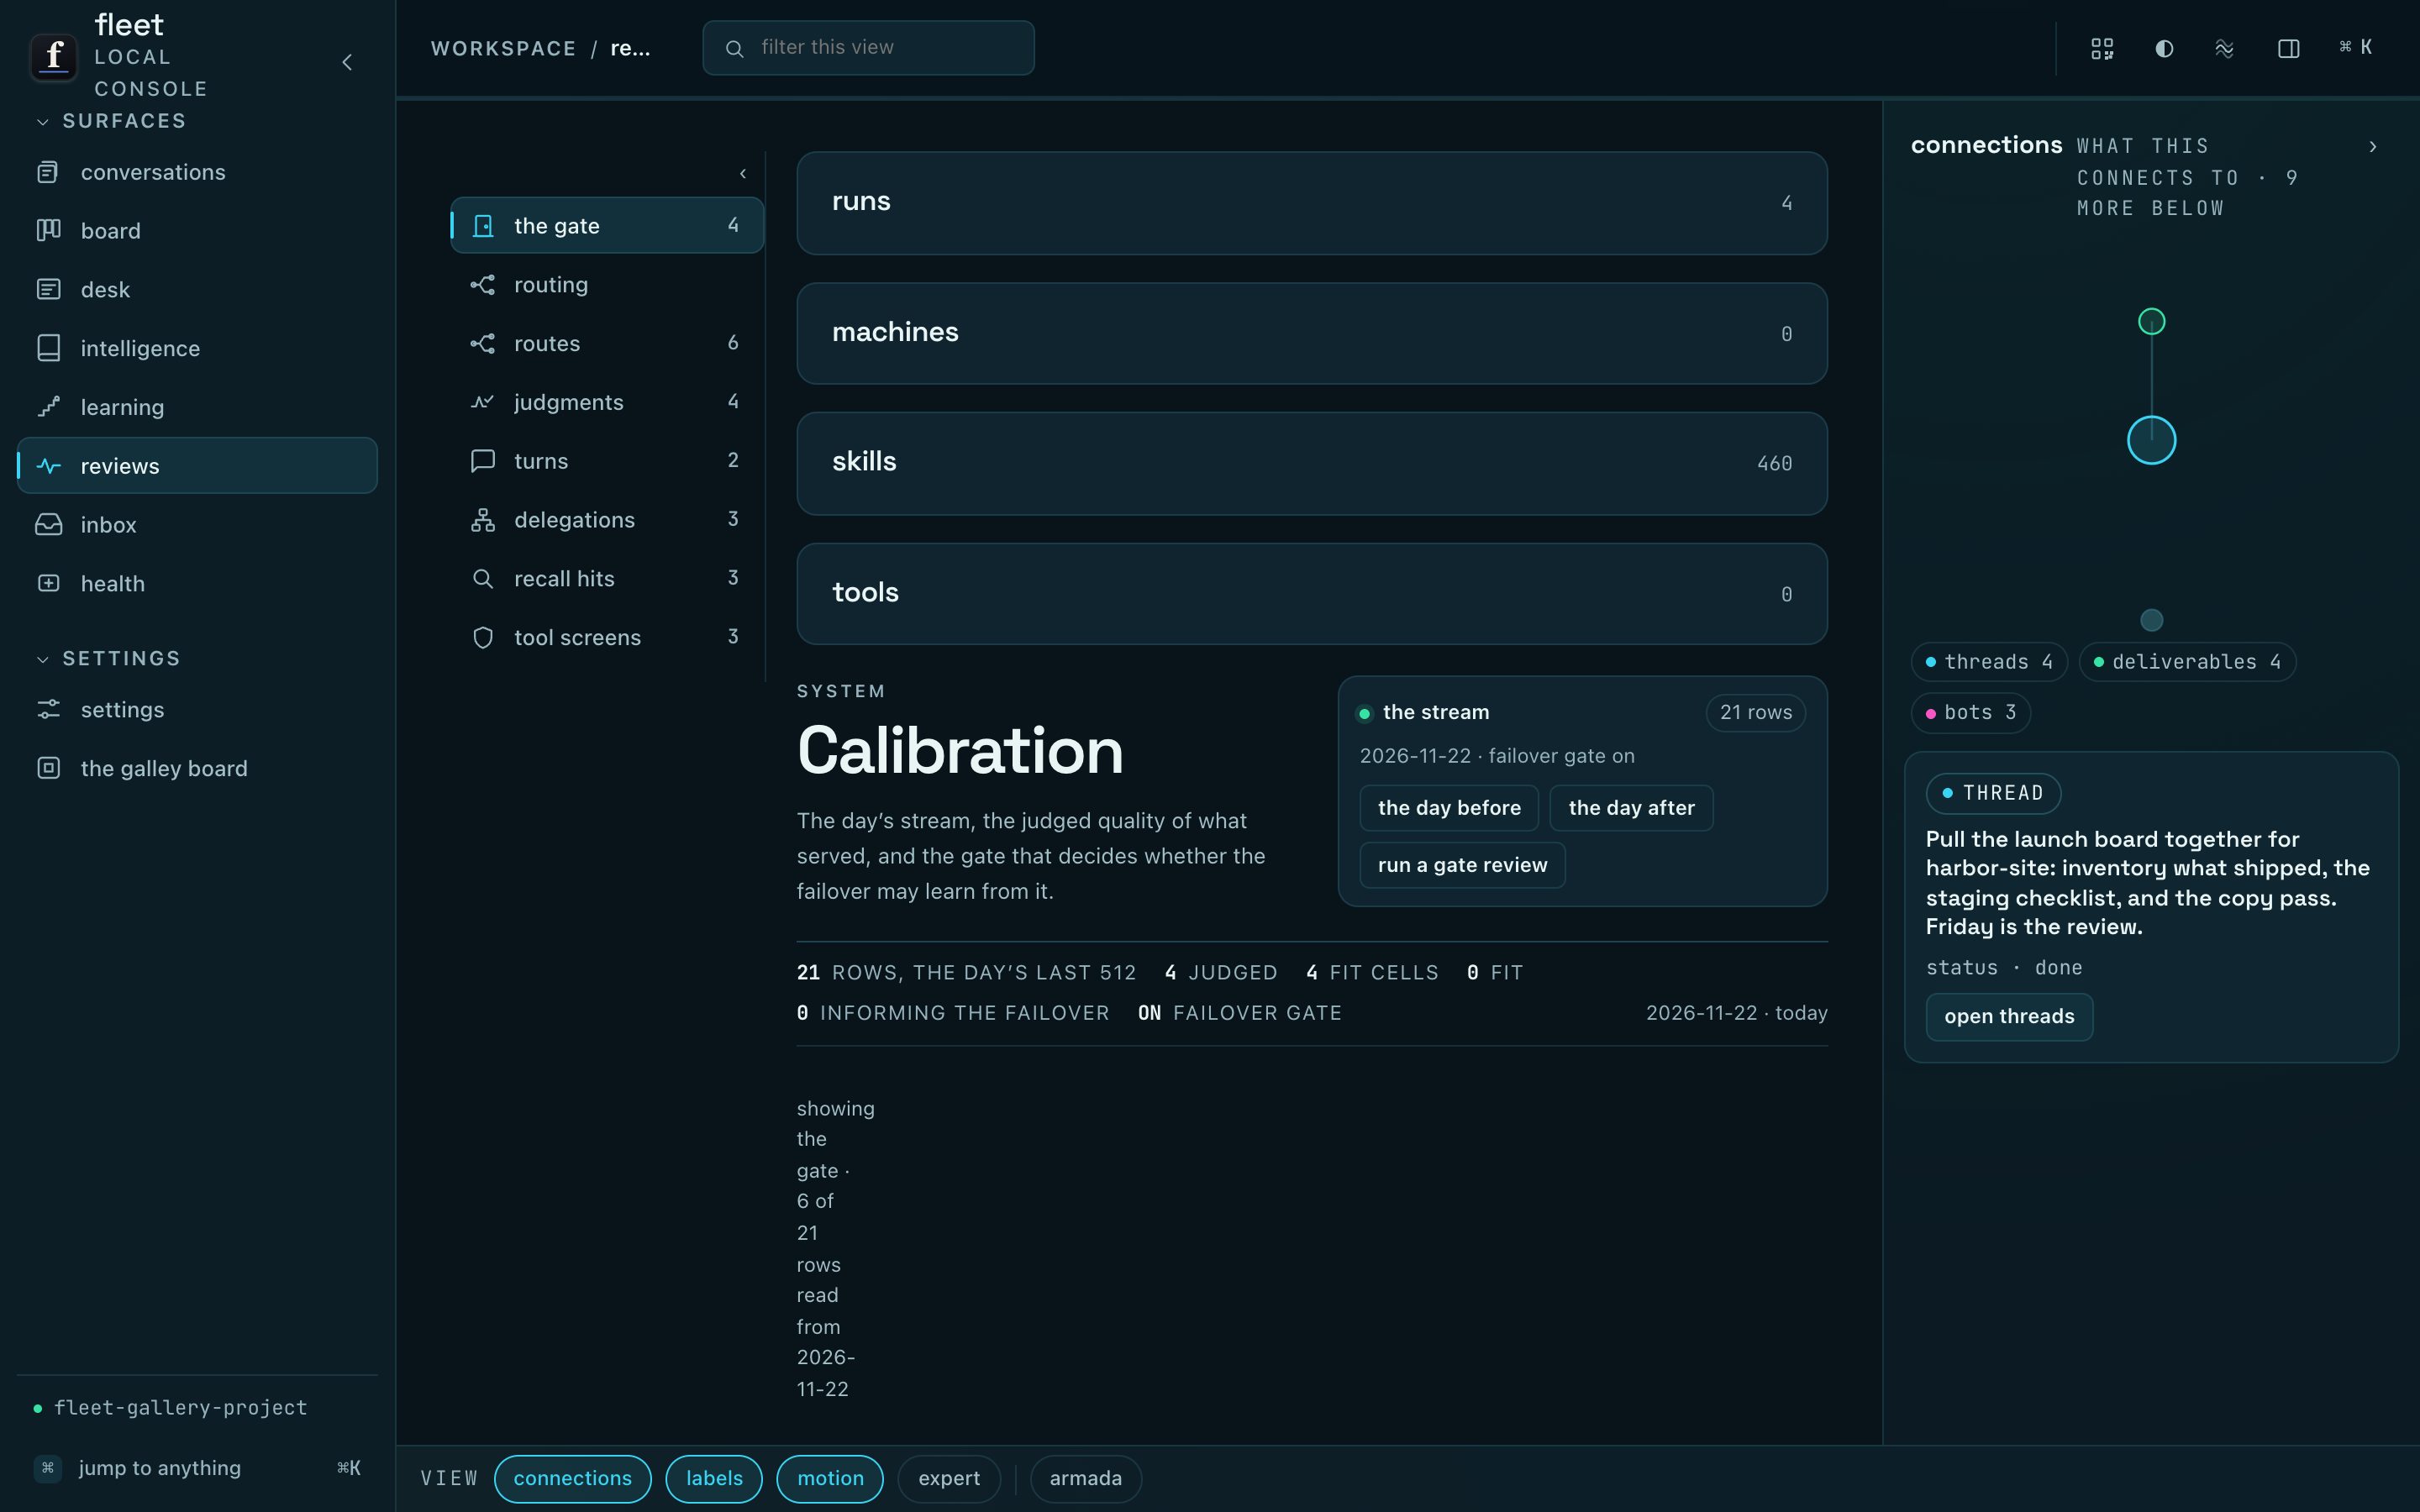 fleet
LOCAL
CONSOLE
SURFACES
conversations
board
desk
intelligence
learning
reviews
inbox
health
SETTINGS
settings
the galley board
fleet-gallery-project
⌘ jump to anything ⌘K
WORKSPACE / re...
filter this view
⌘ K
the gate 4
routing
routes 6
judgments 4
turns 2
delegations 3
recall hits 3
tool screens 3
runs 4
machines 0
skills 460
tools 0
SYSTEM
Calibration
The day’s stream, the judged quality of what
served, and the gate that decides whether the
failover may learn from it.
the stream 21 rows
2026-11-22 · failover gate on
the day before the day after
run a gate review
21 ROWS, THE DAY’S LAST 512 4 JUDGED 4 FIT CELLS 0 FIT
0 INFORMING THE FAILOVER ON FAILOVER GATE 2026-11-22 · today
showing
the
gate ·
6 of
21
rows
read
from
2026-
11-22
connections WHAT THIS
CONNECTS TO · 9
MORE BELOW
threads 4 deliverables 4
bots 3
THREAD
Pull the launch board together for
harbor-site: inventory what shipped, the
staging checklist, and the copy pass.
Friday is the review.
status · done
open threads
VIEW connections labels motion expert armada